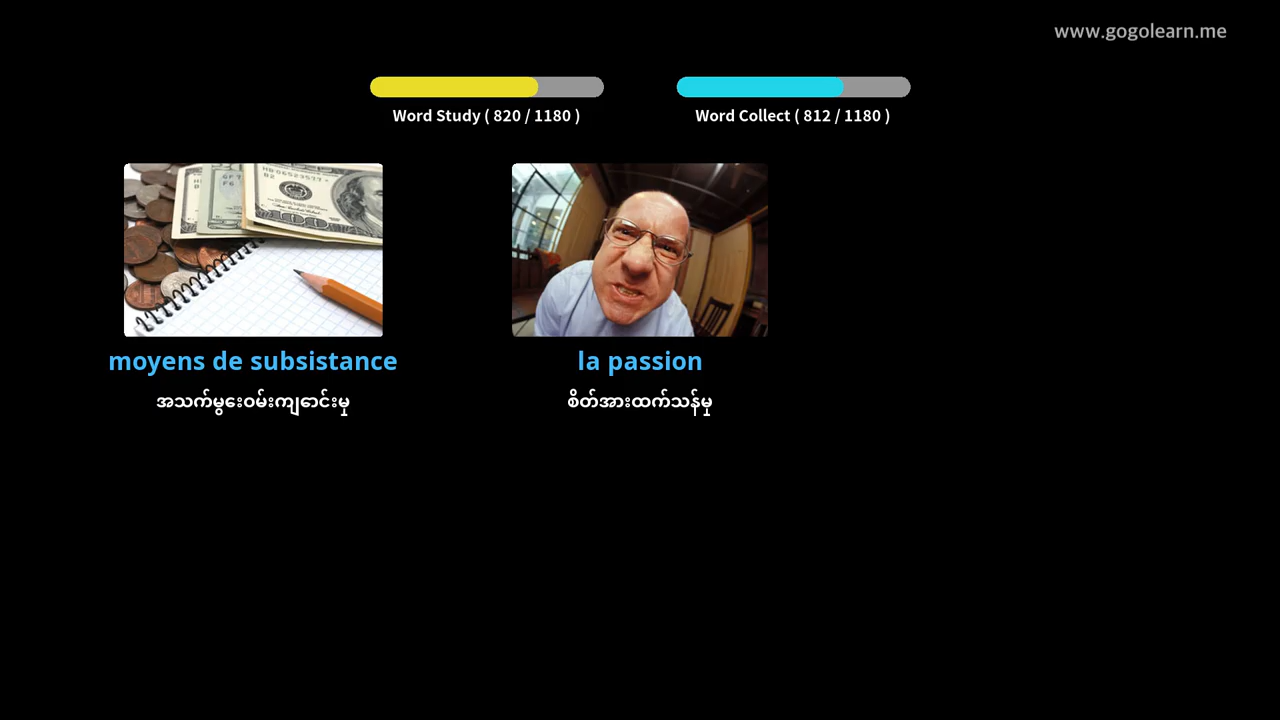 www.gogolearn.me
Word Study ( 820 / 1180 )
Word Collect ( 812 / 1180 )
moyens de subsistance
la passion
အသက်မွေးဝမ်းကျောင်းမှု
စိတ်အားထက်သန်မှု